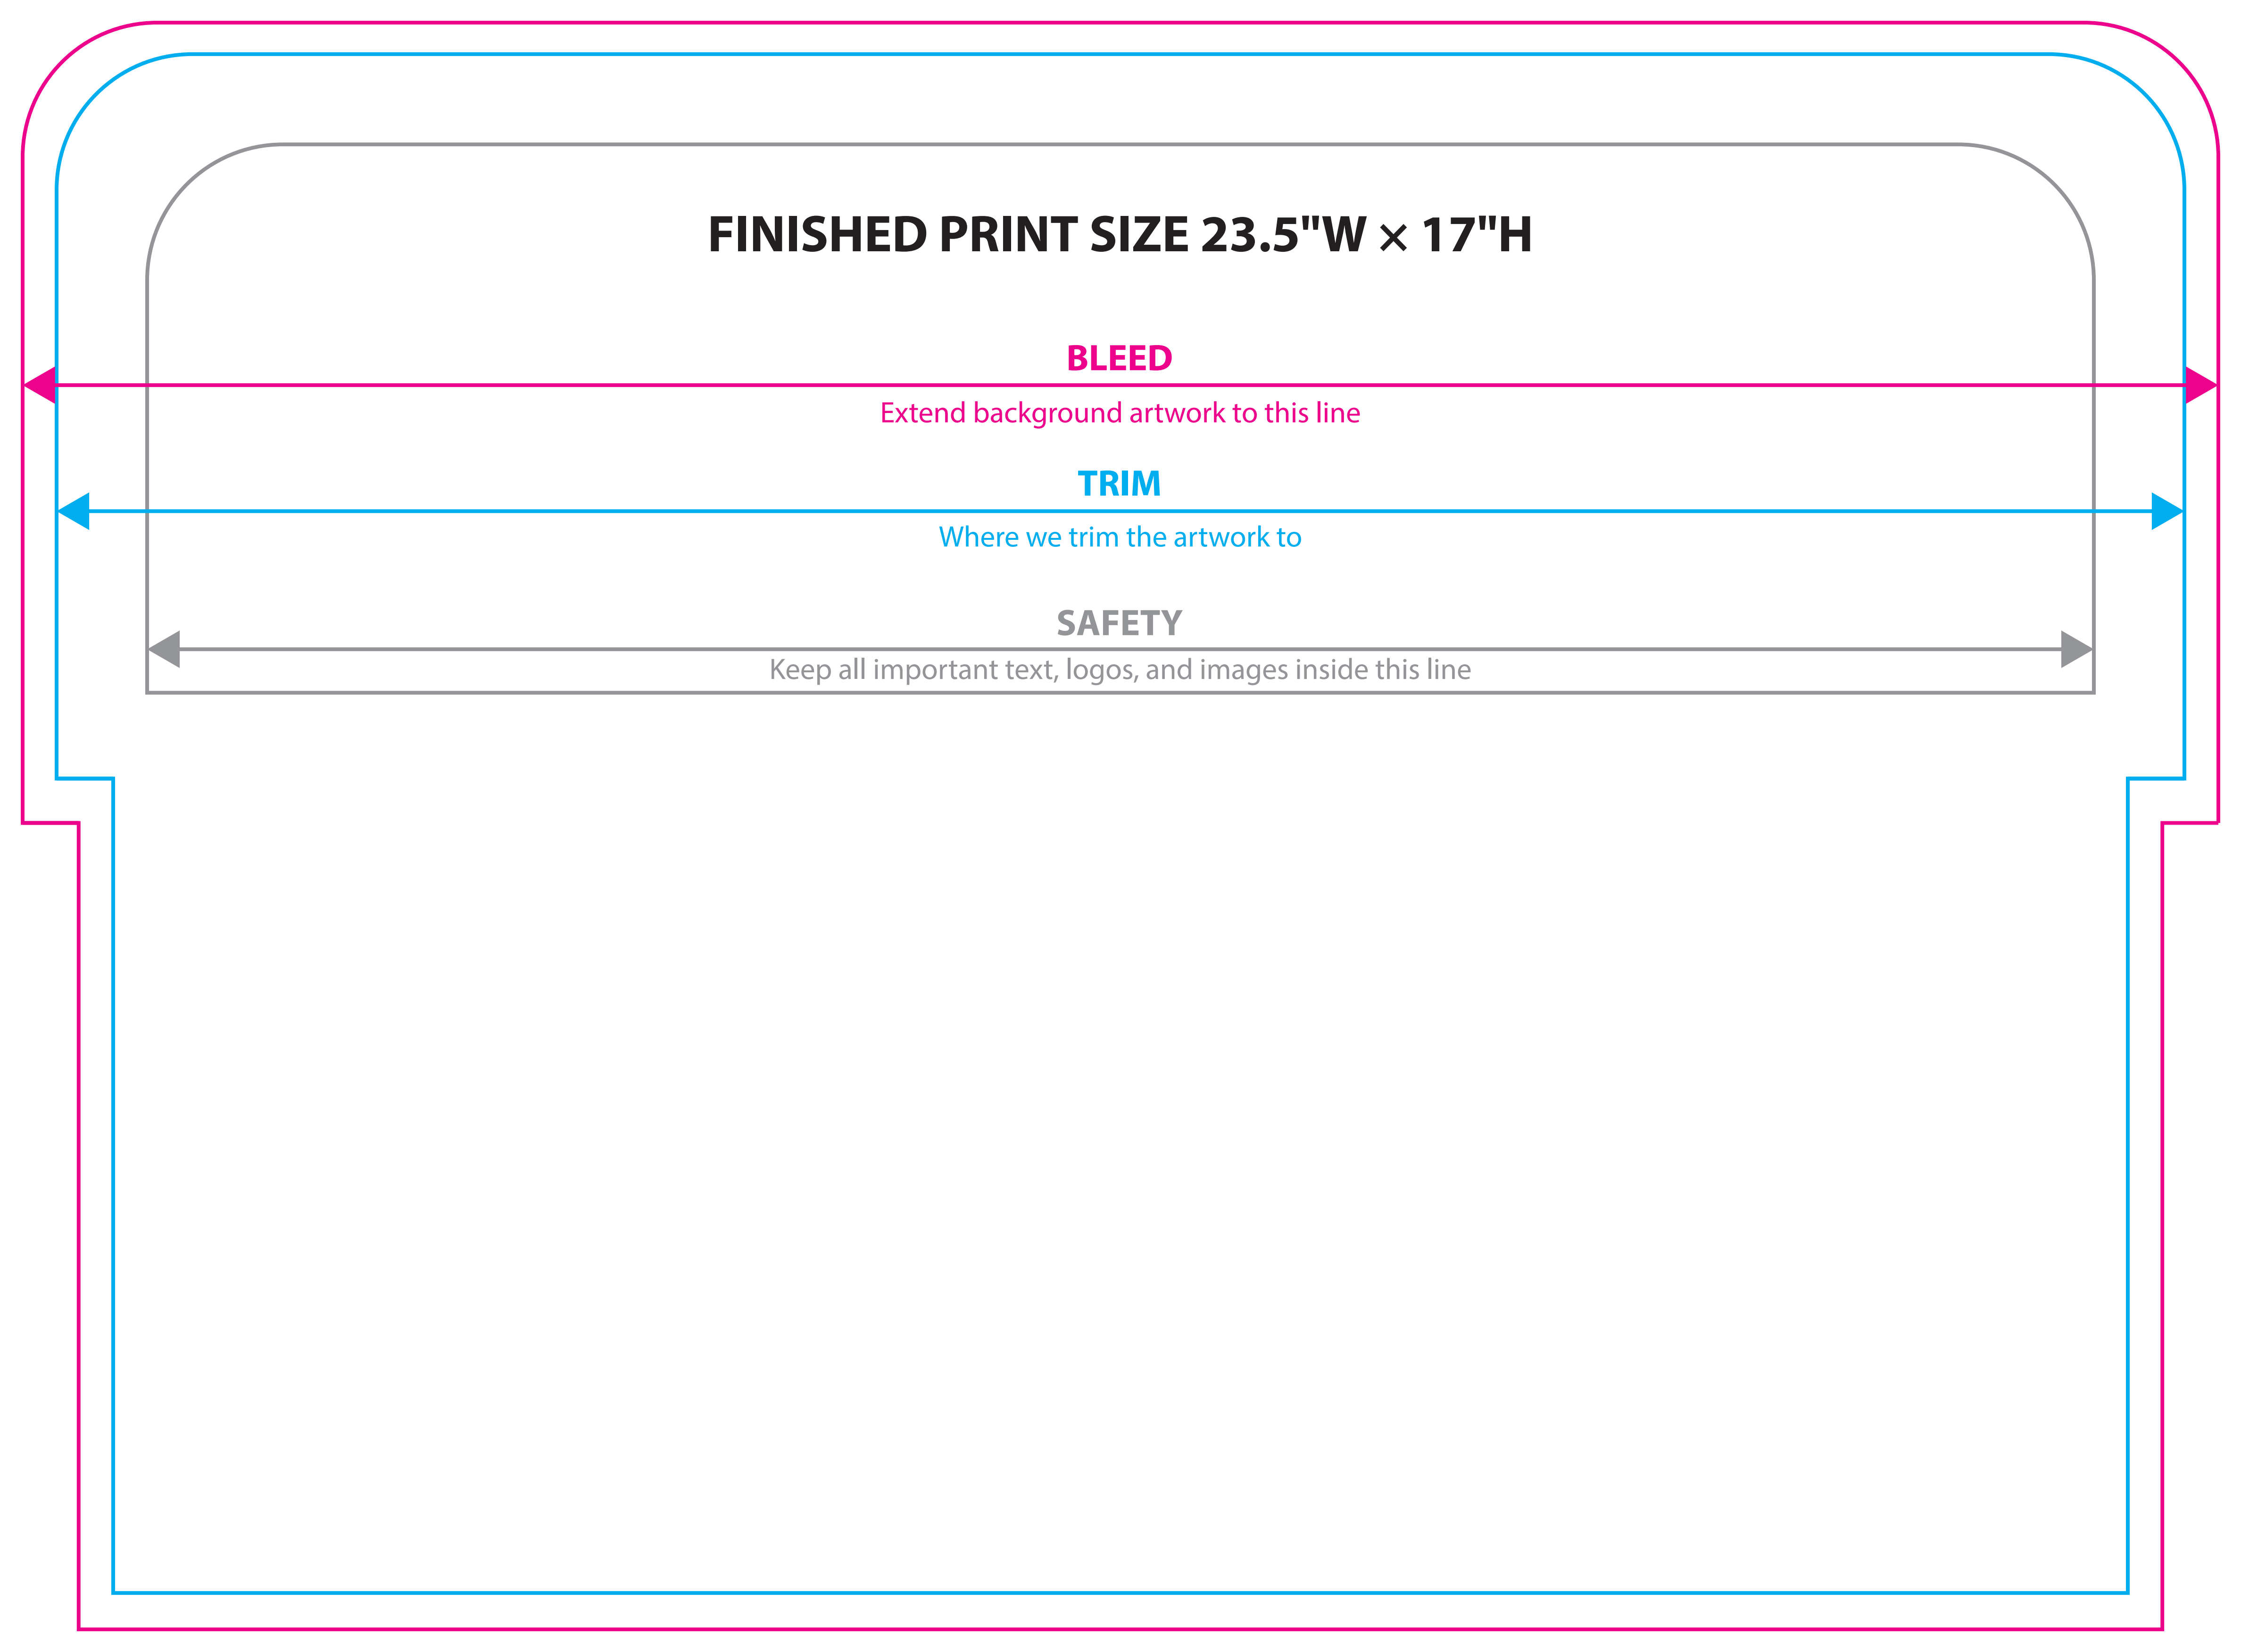 FINISHED PRINT SIZE 23.5"W × 17"H
BLEED
Extend background artwork to this line
TRIM
Where we trim the artwork to
SAFETY
Keep all important text, logos, and images inside this line